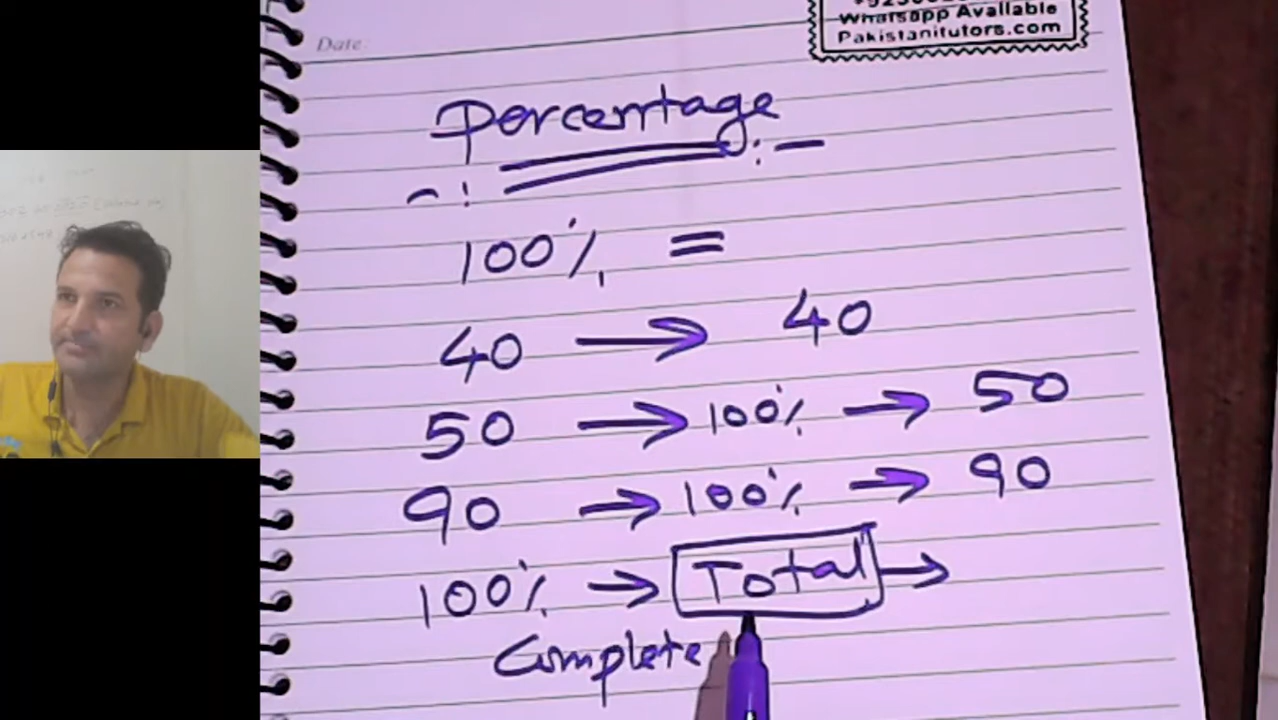 Whatsapp Available
Pakistanitutors.com
Date:
Percentage
100% =
40 → 40
50 → 100% → 50
90 → 100% → 90
100% → Total →
Complete